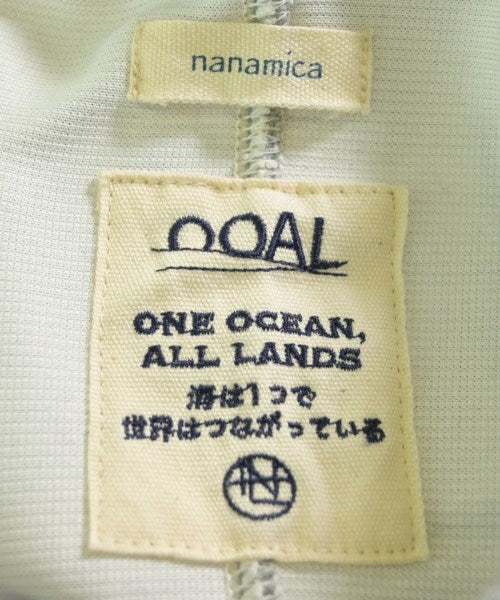 nanamica
OOAL
ONE OCEAN,
ALL LANDS
海は1つで
世界はつながっている